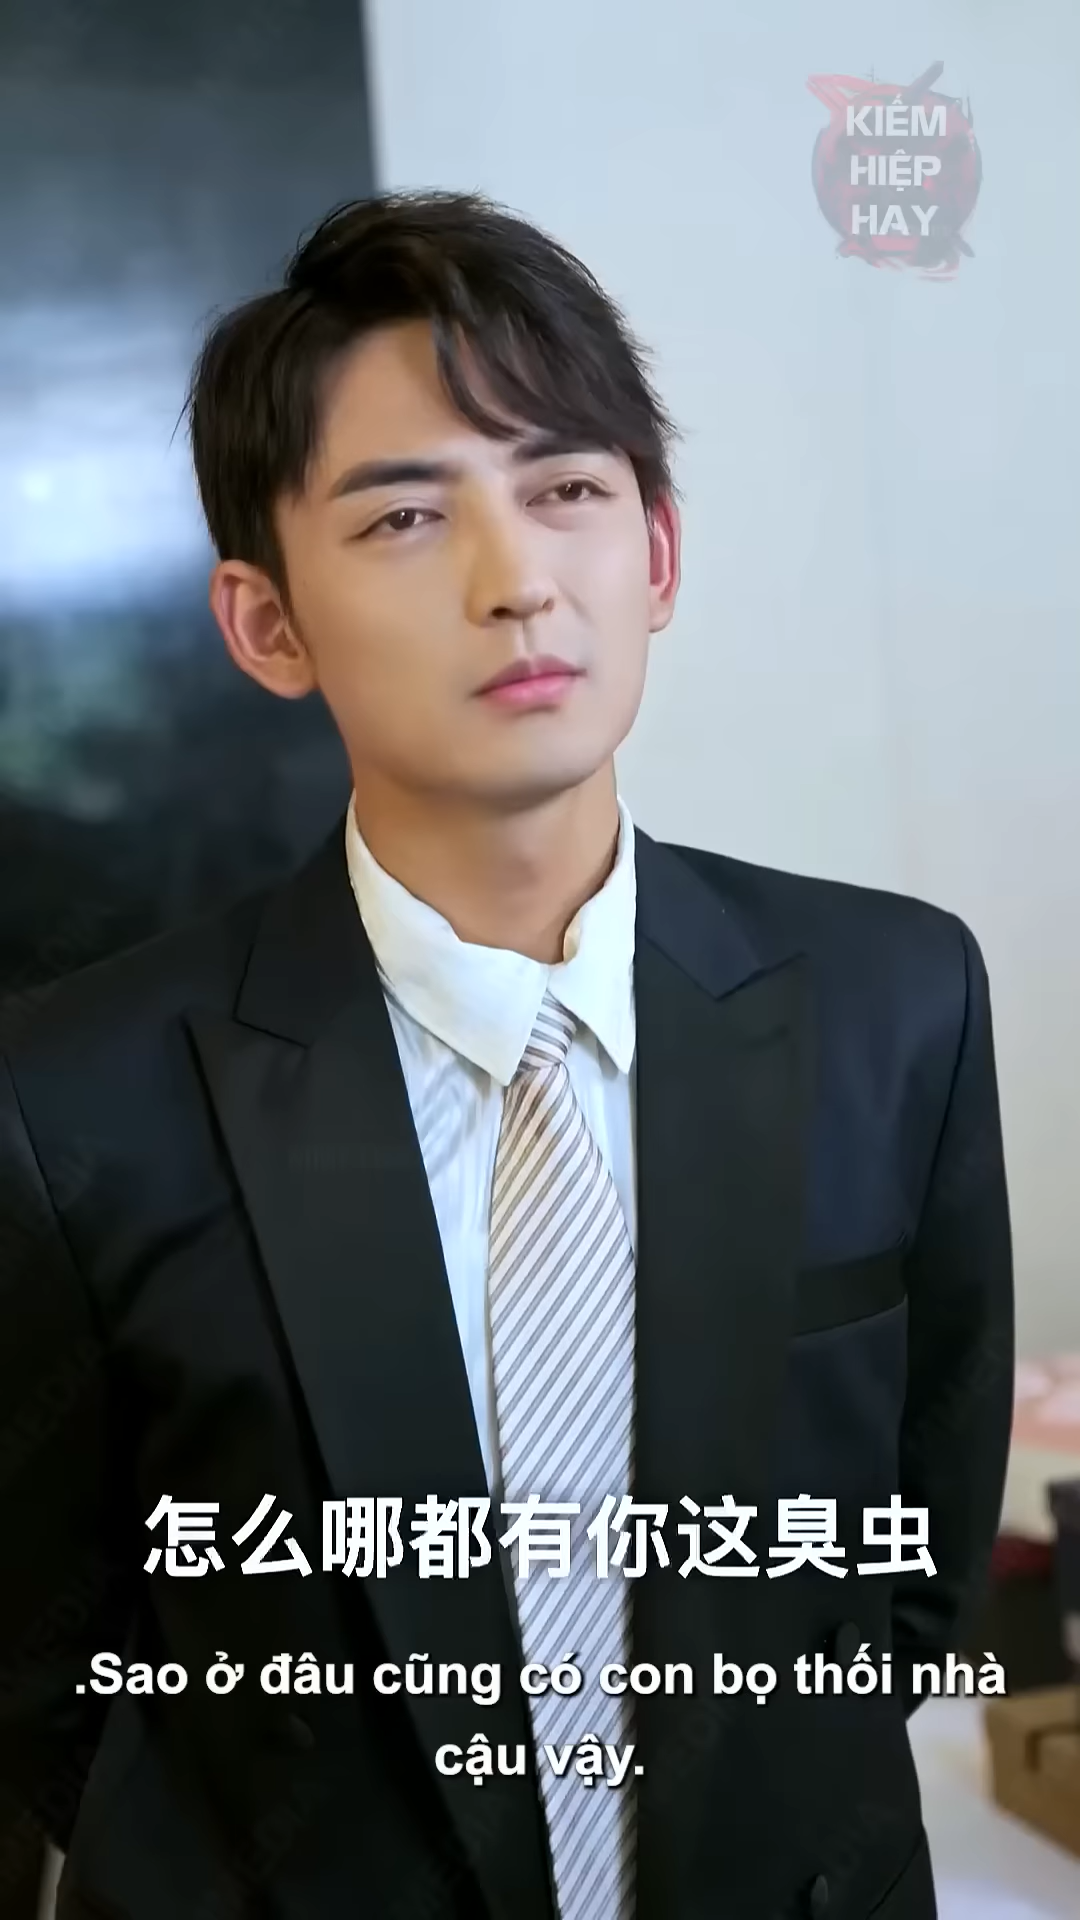 KIẾM
HIỆP
HAY
怎么哪都有你这臭虫
.Sao ở đâu cũng có con bọ thối nhà
cậu vậy.